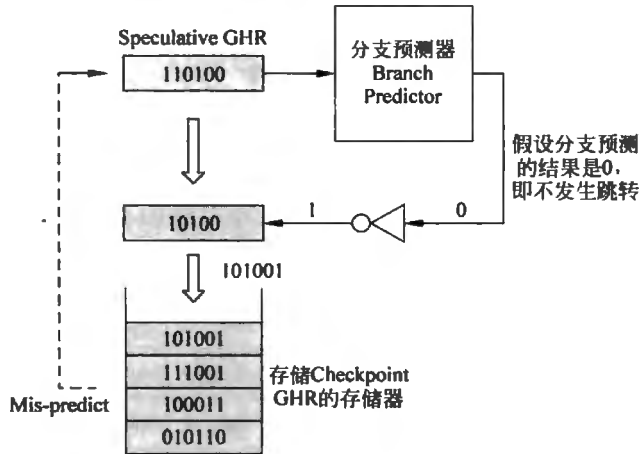 Speculative GHR
110100
分支预测器
Branch
Predictor
假设分支预测
的结果是0，
即不发生跳转
10100
1
0
101001
101001
111001
100011
010110
存储Checkpoint
GHR的存储器
Mis-predict